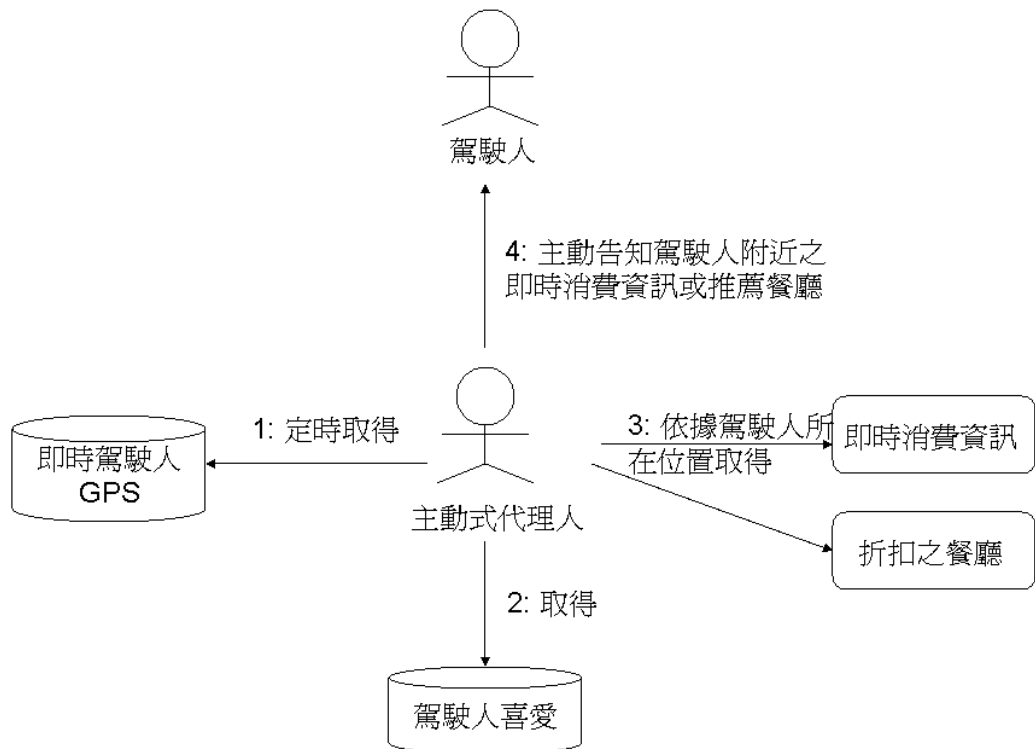 駕駛人
4: 主動告知駕駛人附近之
即時消費資訊或推薦餐廳
1: 定時取得
即時駕駛人
GPS
主動式代理人
3: 依據駕駛人所
在位置取得
即時消費資訊
折扣之餐廳
2: 取得
駕駛人喜愛